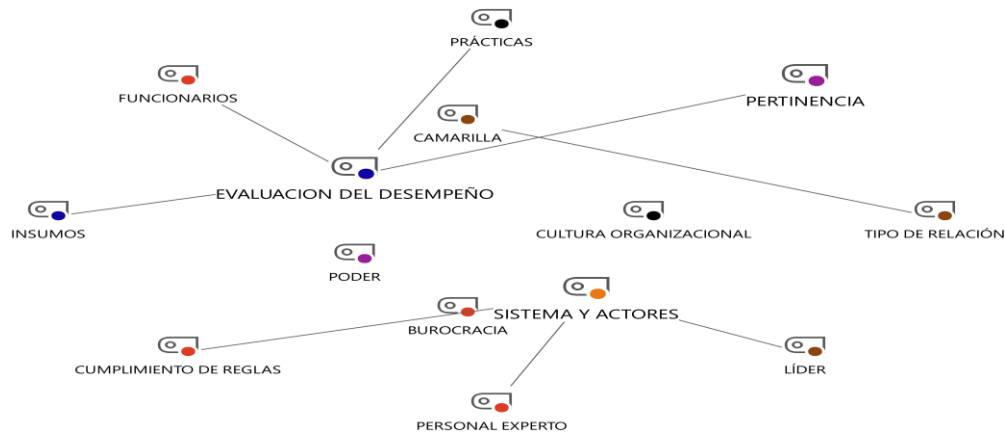 PRÁCTICAS
FUNCIONARIOS
PERTINENCIA
CAMARILLA
EVALUACION DEL DESEMPEÑO
INSUMOS
CULTURA ORGANIZACIONAL
TIPO DE RELACIÓN
PODER
SISTEMA Y ACTORES
BUROCRACIA
CUMPLIMIENTO DE REGLAS
LÍDER
PERSONAL EXPERTO